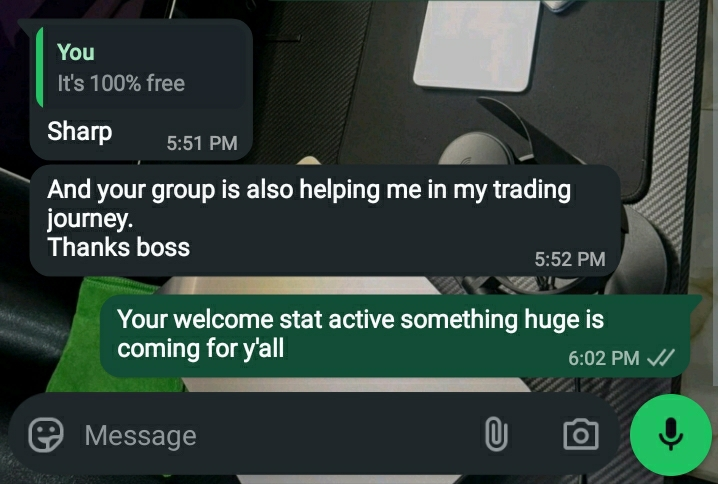 You
It's 100% free
Sharp
5:51 PM
And your group is also helping me in my trading
journey.
Thanks boss
5:52 PM
Your welcome stat active something huge is
coming for y'all
6:02 PM
Message